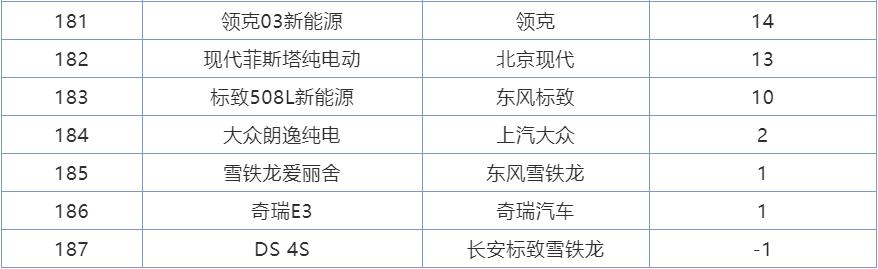 181 领克03新能源 领克 14
182 现代菲斯塔纯电动 北京现代 13
183 标致508L新能源 东风标致 10
184 大众朗逸纯电 上汽大众 2
185 雪铁龙爱丽舍 东风雪铁龙 1
186 奇瑞E3 奇瑞汽车 1
187 DS 4S 长安标致雪铁龙 -1